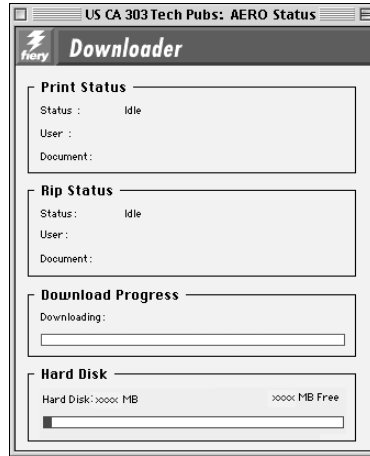 US CA 303 Tech Pubs: AERO Status
fiery
Downloader
Print Status
Status : Idle
User :
Document:
Rip Status
Status: Idle
User:
Document:
Download Progress
Downloading:
Hard Disk
Hard Disk:xxxx MB xxxx MB Free